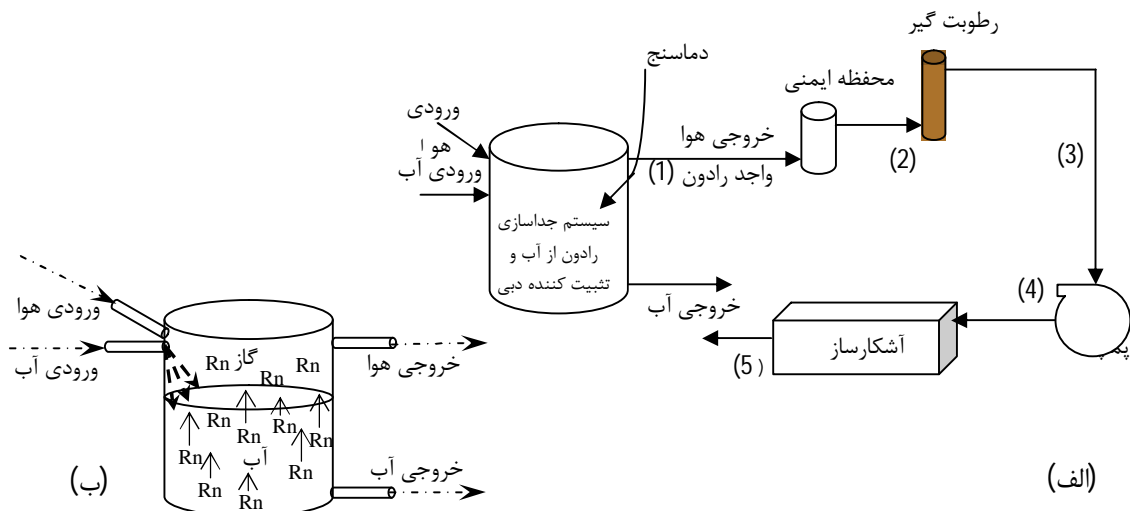 رطوبت گیر
دماسنج
محفظه ایمنی
ورودی
هوا
ورودی آب
خروجی هوا
(1) واجد رادون
(2)
(3)
سیستم جداسازی
رادون از آب و
تثبیت کننده دبی
خروجی آب
(4)
پمپ
آشکارساز
(5)
(الف)
ورودی هوا
ورودی آب
گاز
Rn
Rn
Rn
خروجی هوا
Rn
Rn
Rn
Rn
Rn
Rn
Rn
آب
Rn
Rn
Rn
خروجی آب
(ب)